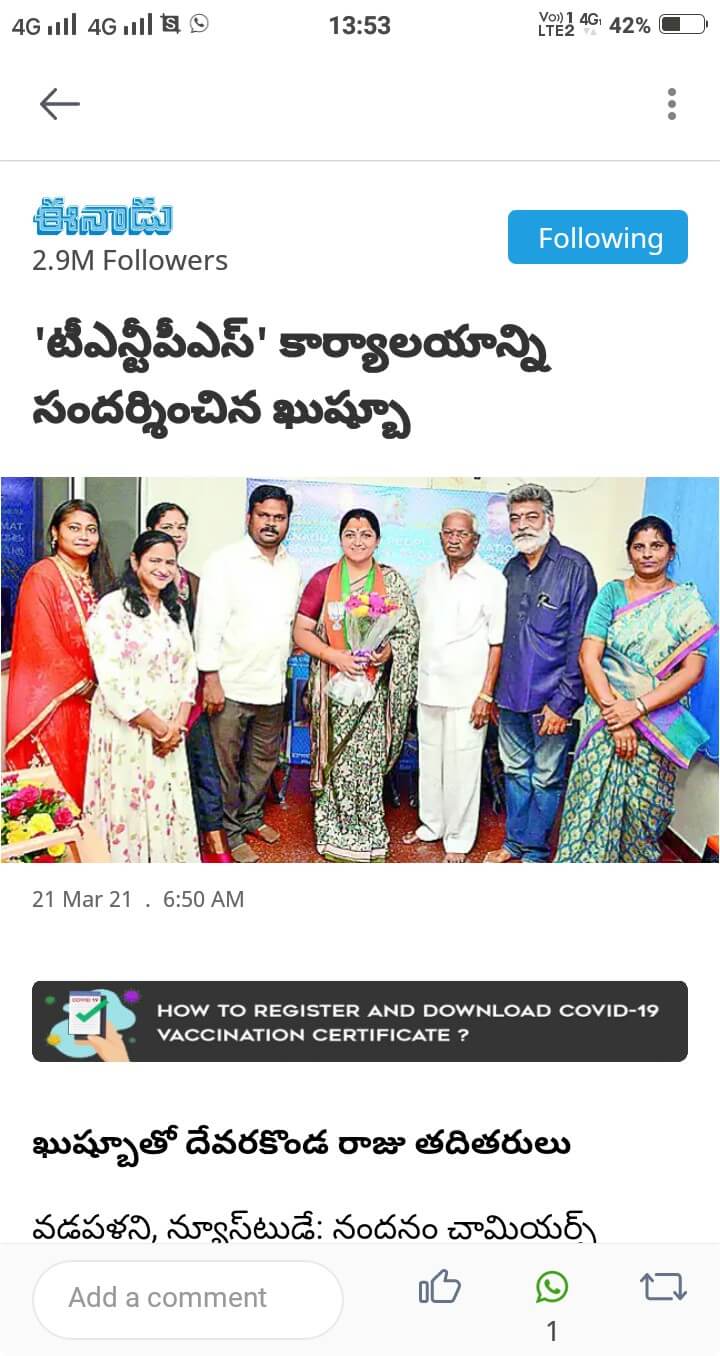 4G 4G S 13:53 Vo)) 1 4G 42%
LTE2
ఈనాడు
2.9M Followers
Following
'టీఎన్టీపీఎస్' కార్యాలయాన్ని
సందర్శించిన ఖుష్బూ
21 Mar 21 . 6:50 AM
COVID 19
HOW TO REGISTER AND DOWNLOAD COVID-19
VACCINATION CERTIFICATE ?
ఖుష్బూతో దేవరకొండ రాజు తదితరులు
వడపళని, న్యూస్‌టుడే: నందనం చామియర్స్
Add a comment
1